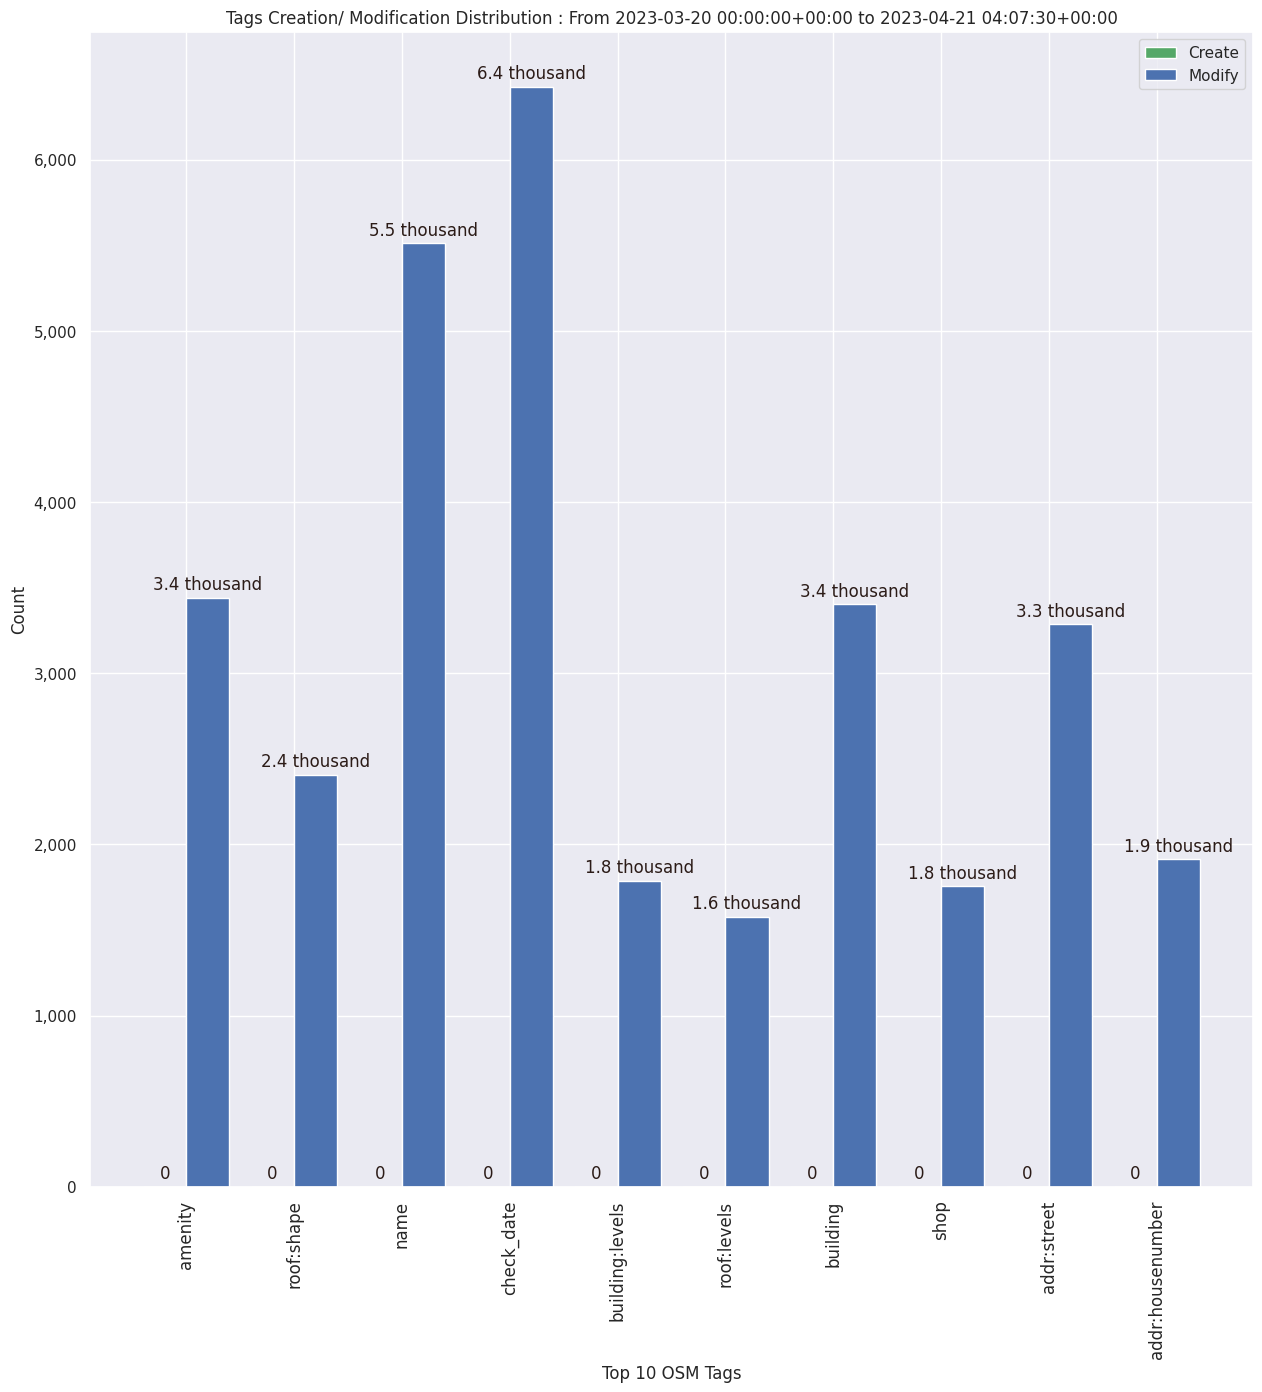 Tags Creation/ Modification Distribution : From 2023-03-20 00:00:00+00:00 to 2023-04-21 04:07:30+00:00
Create
Modify
Count
6,000
5,000
4,000
3,000
2,000
1,000
0
3.4 thousand
2.4 thousand
5.5 thousand
6.4 thousand
1.8 thousand
1.6 thousand
3.4 thousand
1.8 thousand
3.3 thousand
1.9 thousand
0
0
0
0
0
0
0
0
0
0
amenity
roof:shape
name
check_date
building:levels
roof:levels
building
shop
addr:street
addr:housenumber
Top 10 OSM Tags